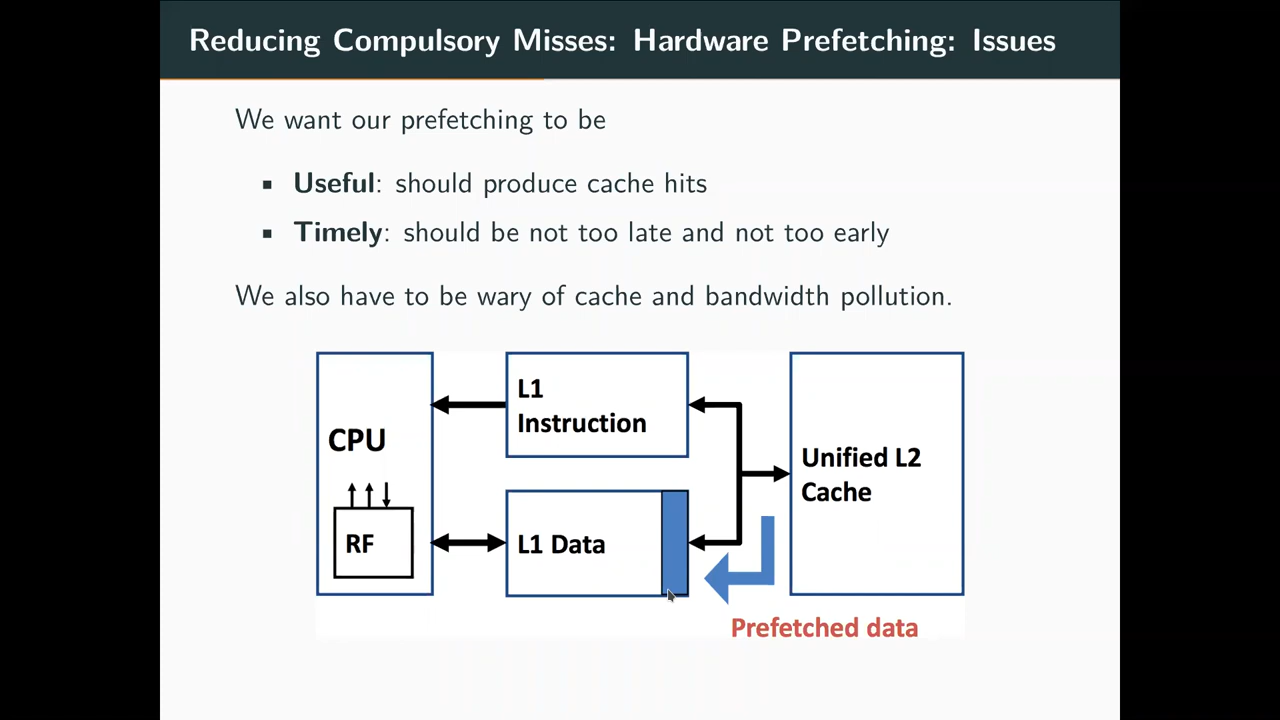 Reducing Compulsory Misses: Hardware Prefetching: Issues
We want our prefetching to be
▪ Useful: should produce cache hits
▪ Timely: should be not too late and not too early
We also have to be wary of cache and bandwidth pollution.
L1
Instruction
CPU
Unified L2
Cache
RF
L1 Data
Prefetched data